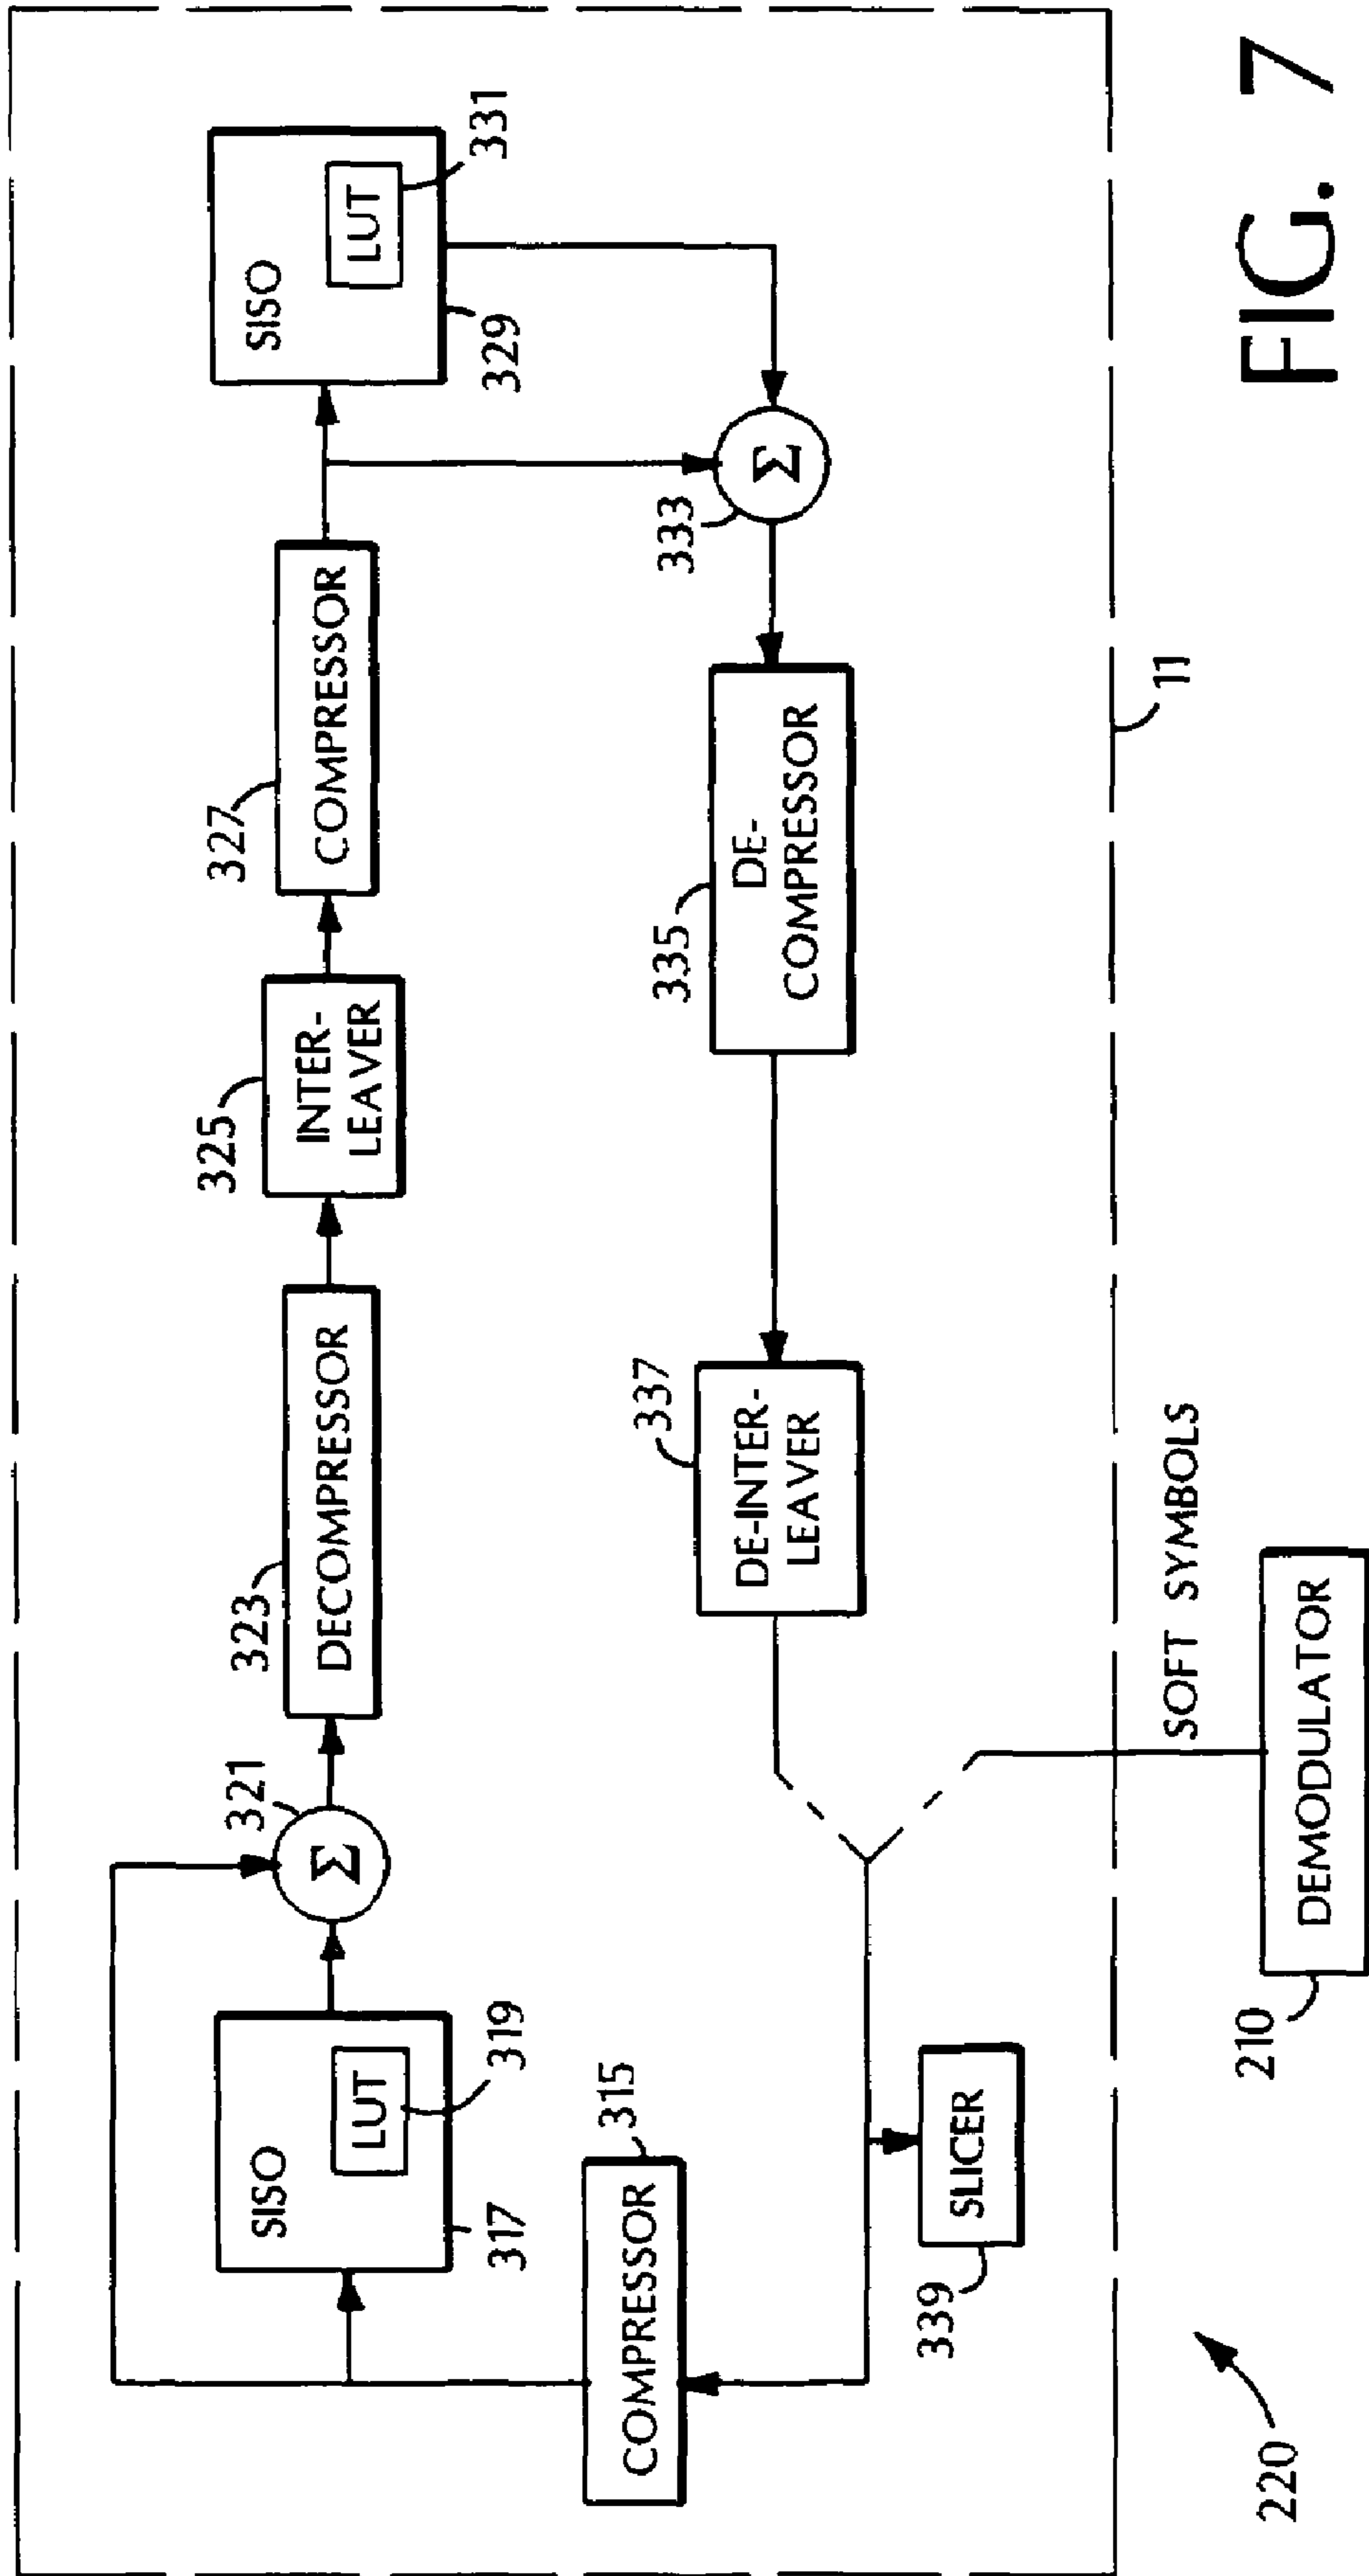 321
323
DECOMPRESSOR
325
INTER-
LEAVER
327
COMPRESSOR
SISO
LUT
331
329
SISO
LUT
319
317
Σ
Σ
333
315
COMPRESSOR
337
DE-INTER-
LEAVER
335
DE-
COMPRESSOR
339
SLICER
SOFT SYMBOLS
11
220
210
DEMODULATOR
FIG. 7